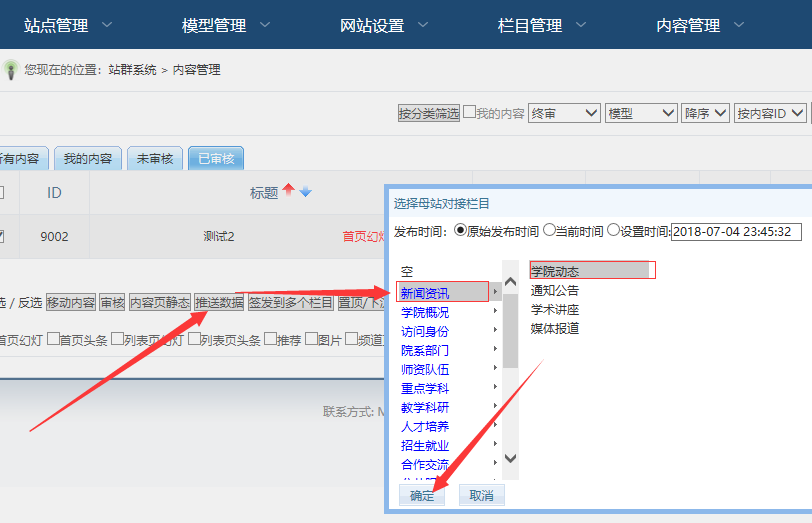 站点管理 模型管理 网站设置 栏目管理 内容管理
您现在的位置：站群系统 > 内容管理
按分类筛选 我的内容 终审 模型 降序 按内容ID
所有内容 我的内容 未审核 已审核
ID 标题
9002 测试2 首页幻灯
选 / 反选 移动内容 审核 内容页静态 推送数据 签发到多个栏目 置顶/下沉
首页幻灯 首页头条 列表页幻灯 列表页头条 推荐 图片 频道
联系方式: M
选择母站对接栏目
发布时间: 原始发布时间 当前时间 设置时间: 2018-07-04 23:45:32
空
新闻资讯
学院概况
访问身份
院系部门
师资队伍
重点学科
教学科研
人才培养
招生就业
合作交流
学院动态
通知公告
学术讲座
媒体报道
确定 取消